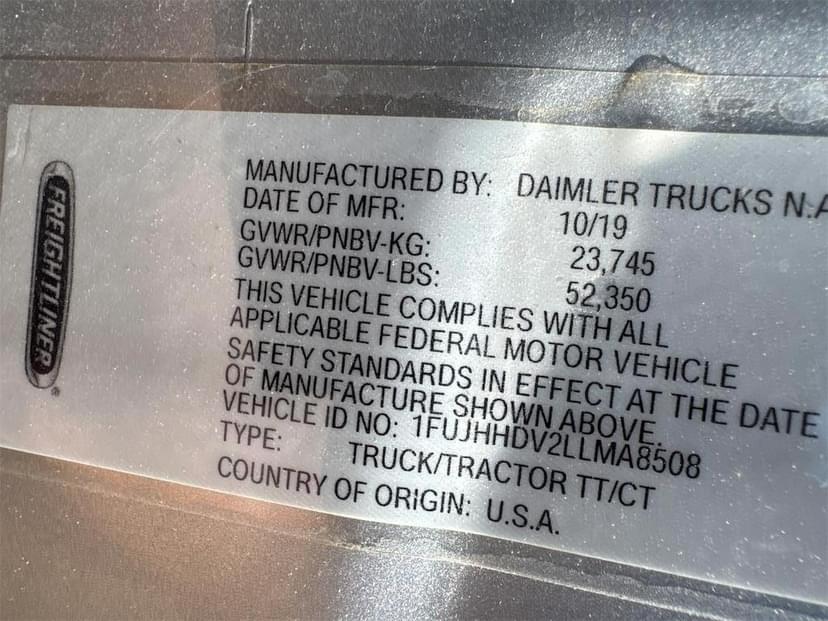 FREIGHTLINER®
MANUFACTURED BY: DAIMLER TRUCKS N.A
DATE OF MFR: 10/19
GVWR/PNBV-KG: 23,745
GVWR/PNBV-LBS: 52,350
THIS VEHICLE COMPLIES WITH ALL
APPLICABLE FEDERAL MOTOR VEHICLE
SAFETY STANDARDS IN EFFECT AT THE DATE
OF MANUFACTURE SHOWN ABOVE.
VEHICLE ID NO: 1FUJHHDV2LLMA8508
TYPE: TRUCK/TRACTOR TT/CT
COUNTRY OF ORIGIN: U.S.A.